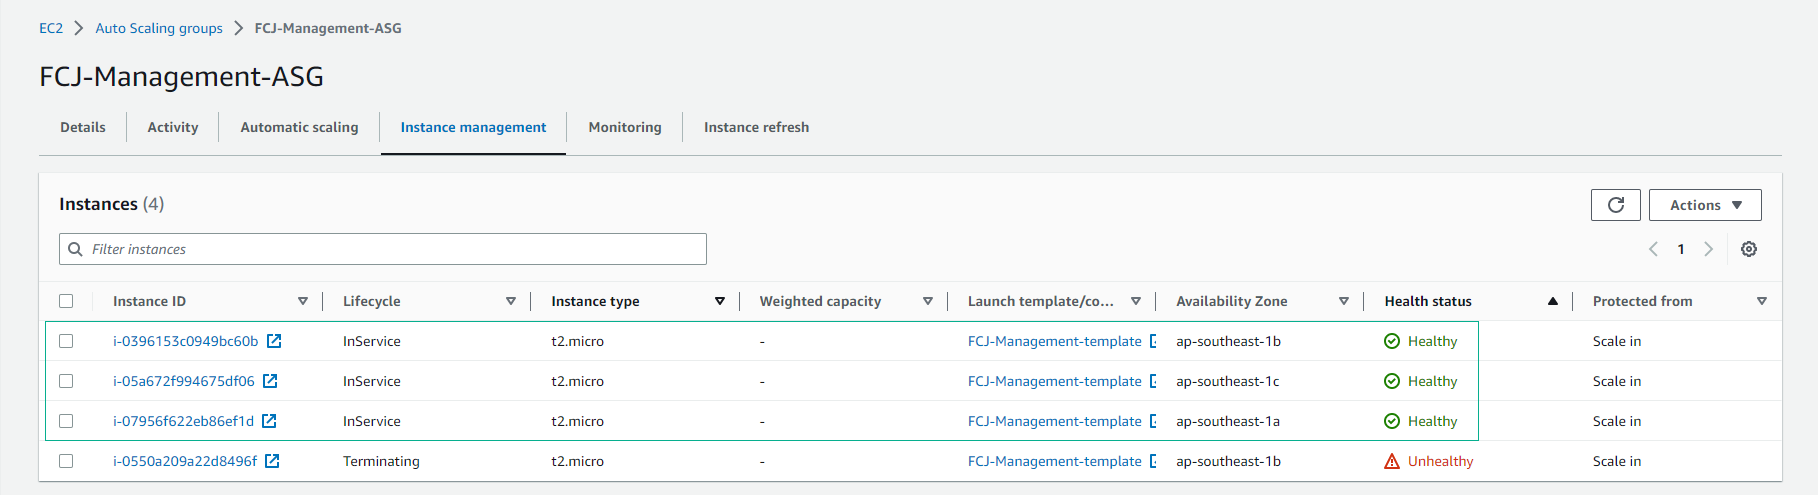 EC2 > Auto Scaling groups > FCJ-Management-ASG
FCJ-Management-ASG
Details Activity Automatic scaling Instance management Monitoring Instance refresh
Instances (4)
Actions
Filter instances
1
Instance ID Lifecycle Instance type Weighted capacity Launch template/co... Availability Zone Health status Protected from
i-0396153c0949bc60b InService t2.micro - FCJ-Management-template ap-southeast-1b Healthy Scale in
i-05a672f994675df06 InService t2.micro - FCJ-Management-template ap-southeast-1c Healthy Scale in
i-07956f622eb86ef1d InService t2.micro - FCJ-Management-template ap-southeast-1a Healthy Scale in
i-0550a209a22d8496f Terminating t2.micro - FCJ-Management-template ap-southeast-1b Unhealthy Scale in